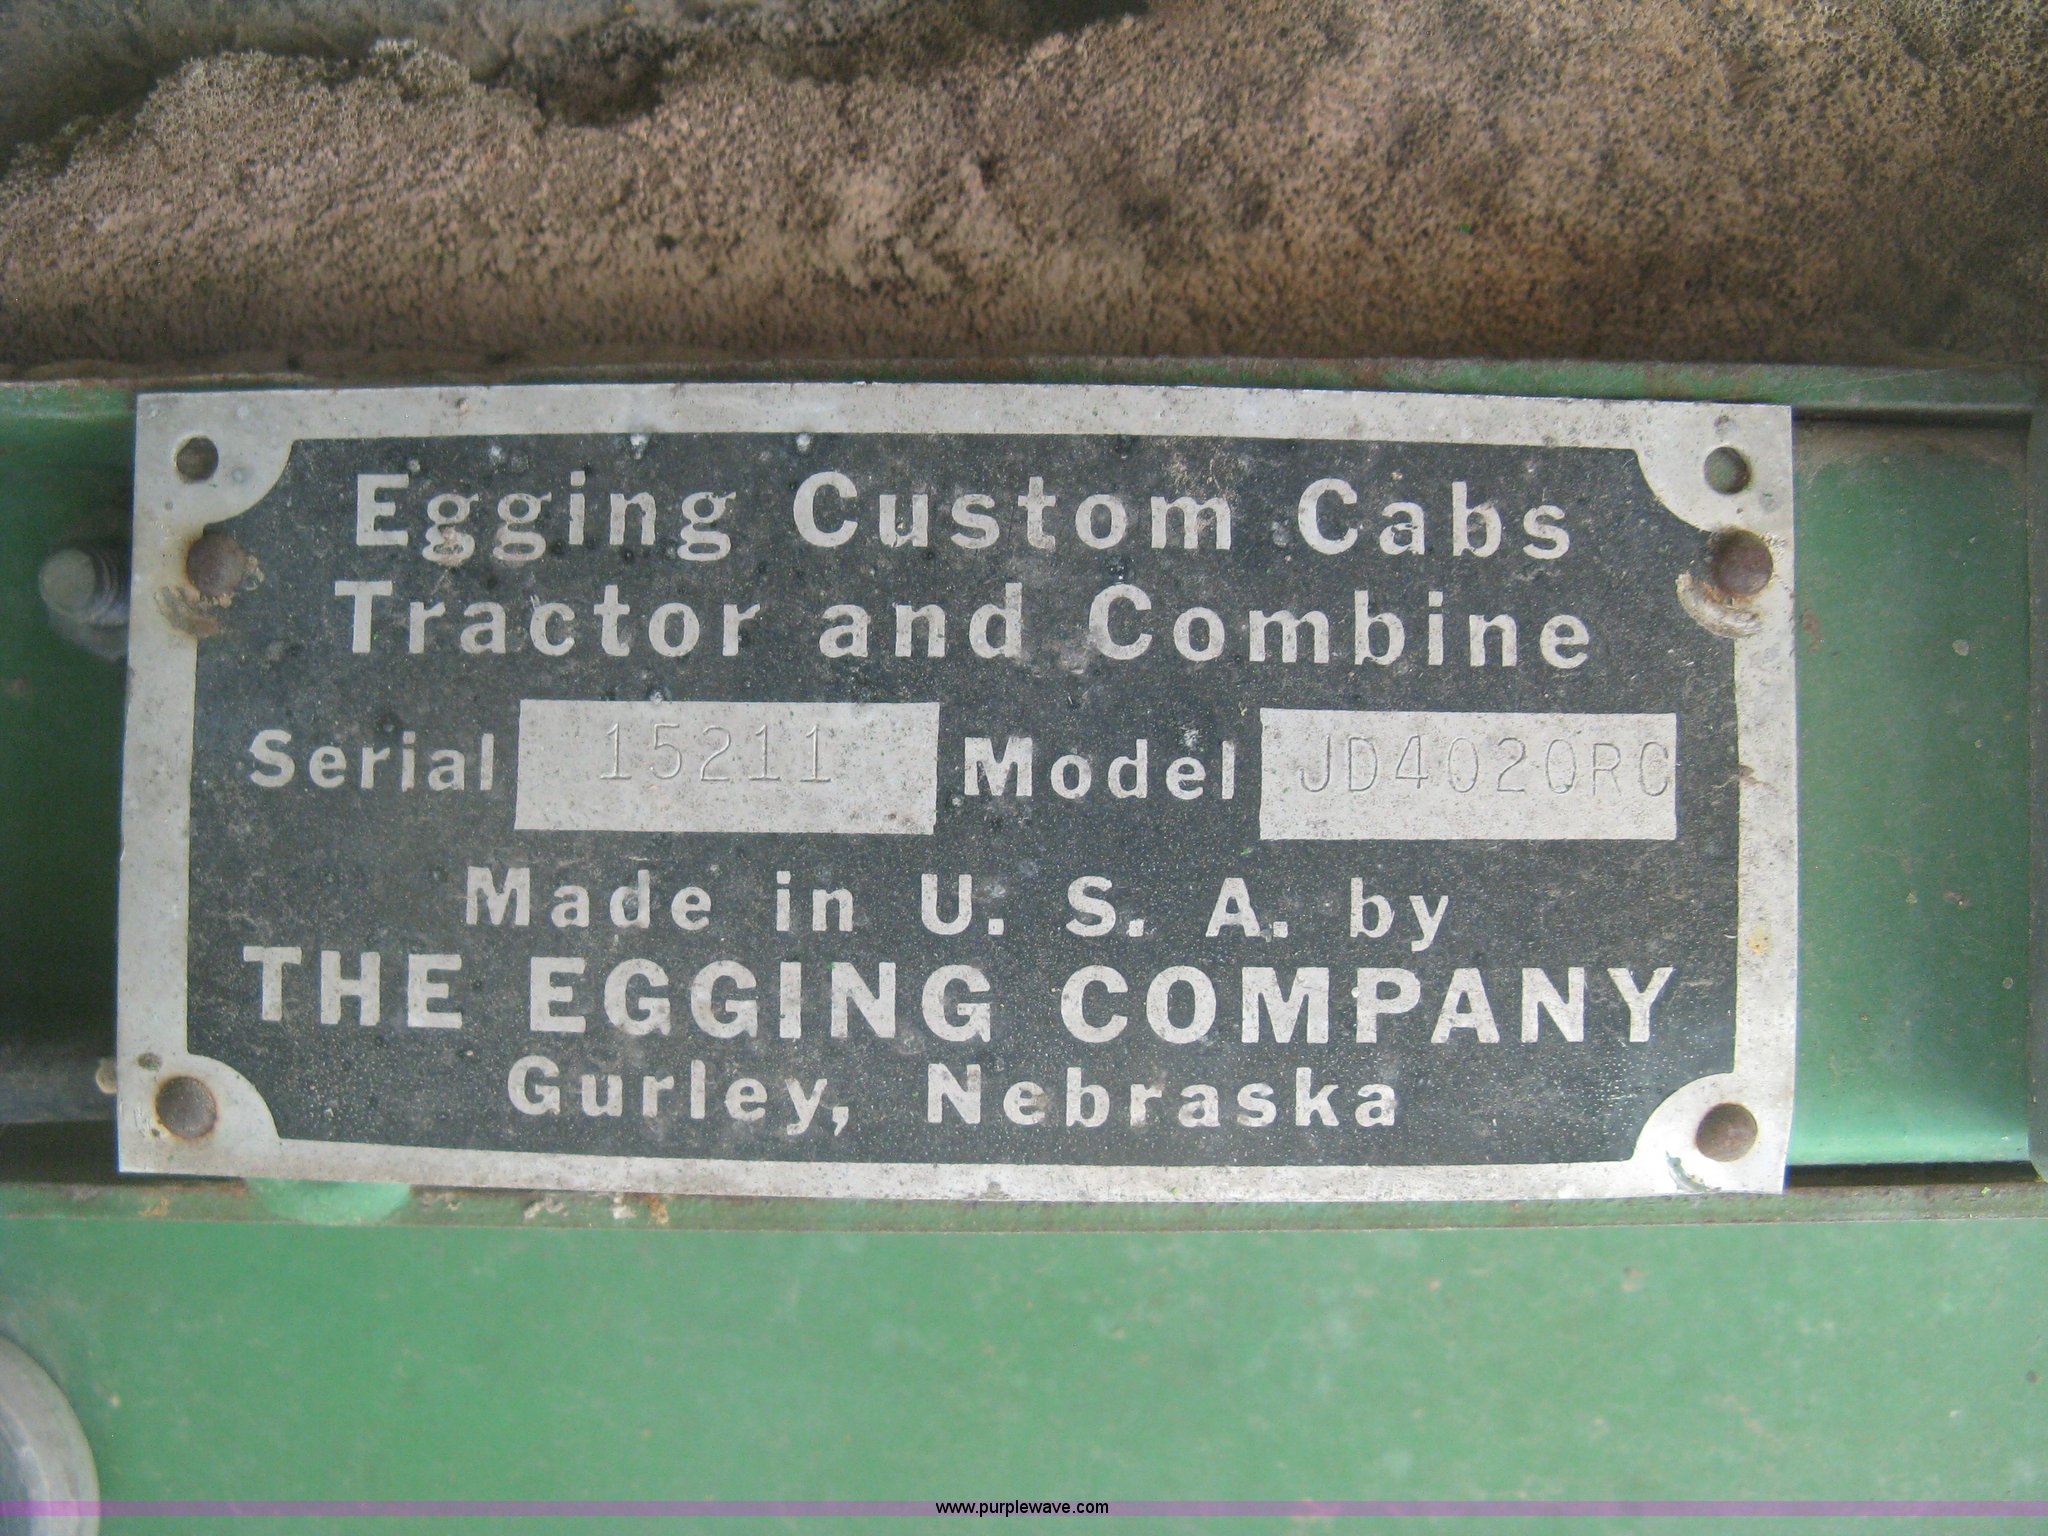 Egging Custom Cabs
Tractor and Combine
Serial 15211 Model JD4020RC
Made in U. S. A. by
THE EGGING COMPANY
Gurley, Nebraska
www.purplewave.com